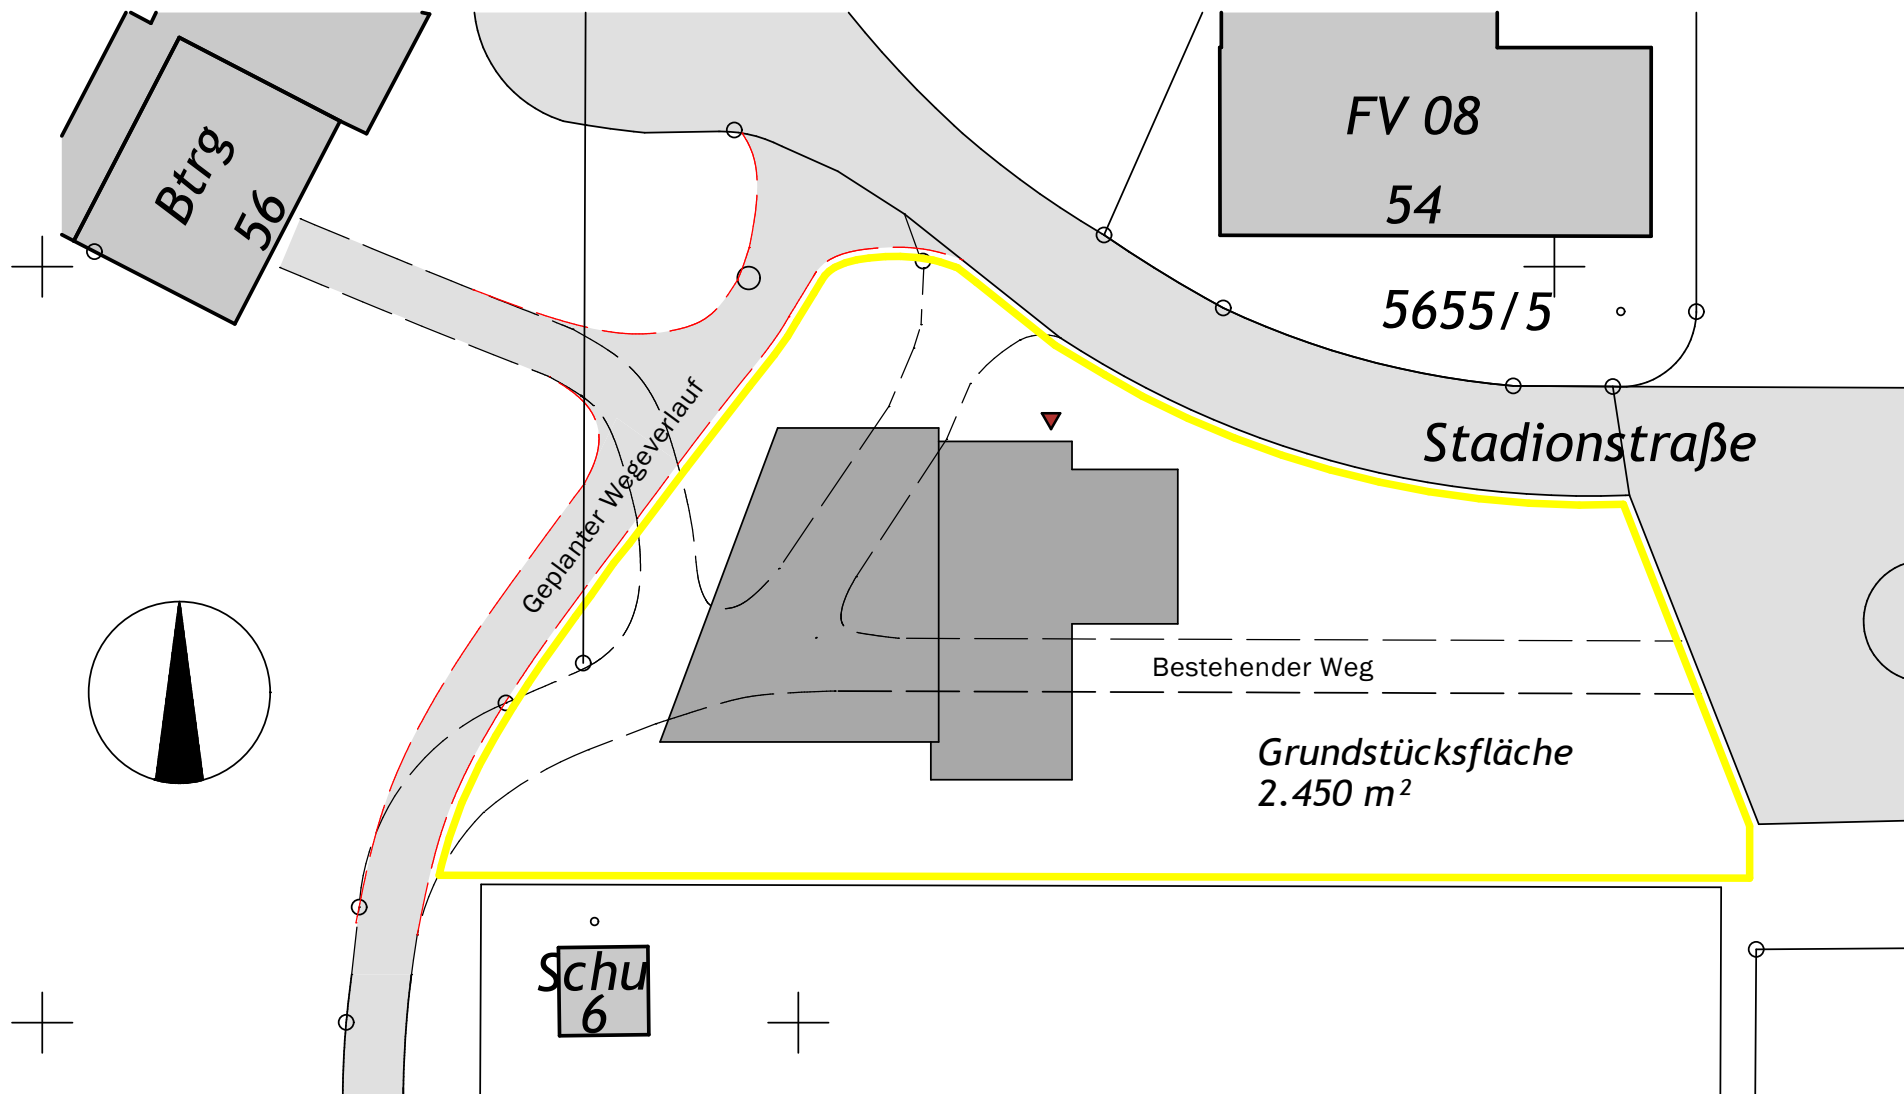 FV 08
54
Btrg
56
5655/5
Stadionstraße
Geplanter Wegeverlauf
Bestehender Weg
Grundstücksfläche
2.450 m²
Schu
6